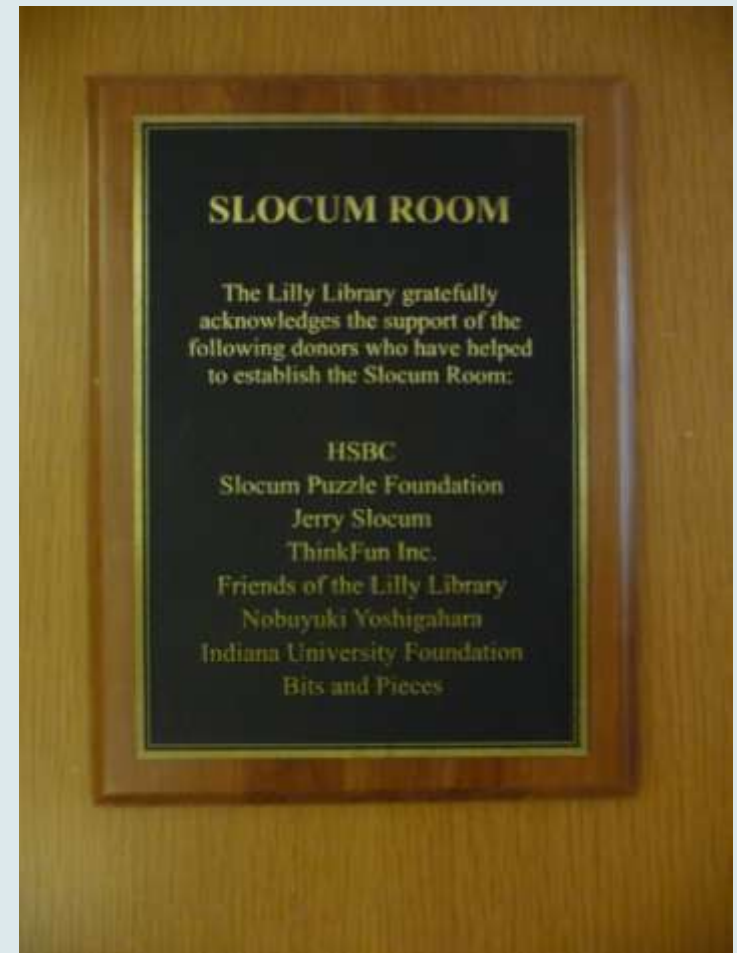 SLOCUM ROOM
The Lilly Library gratefully
acknowledges the support of the
following donors who have helped
to establish the Slocum Room:
HSBC
Slocum Puzzle Foundation
Jerry Slocum
ThinkFun Inc.
Friends of the Lilly Library
Nobuyuki Yoshigahara
Indiana University Foundation
Bits and Pieces